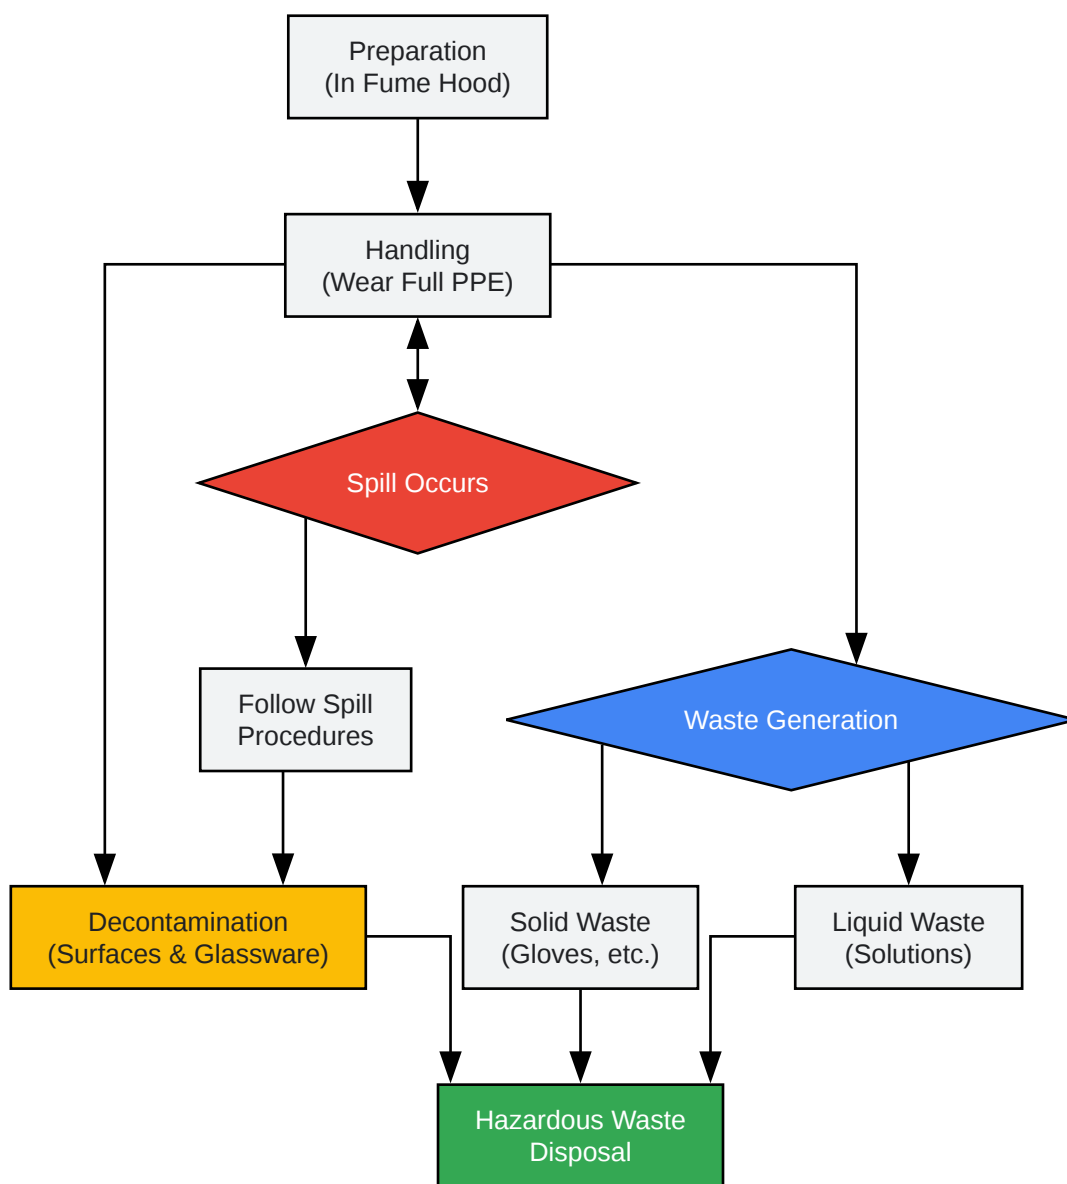 Preparation
(In Fume Hood)
Handling
(Wear Full PPE)
Spill Occurs
Follow Spill
Procedures
Waste Generation
Decontamination
(Surfaces & Glassware)
Solid Waste
(Gloves, etc.)
Liquid Waste
(Solutions)
Hazardous Waste
Disposal